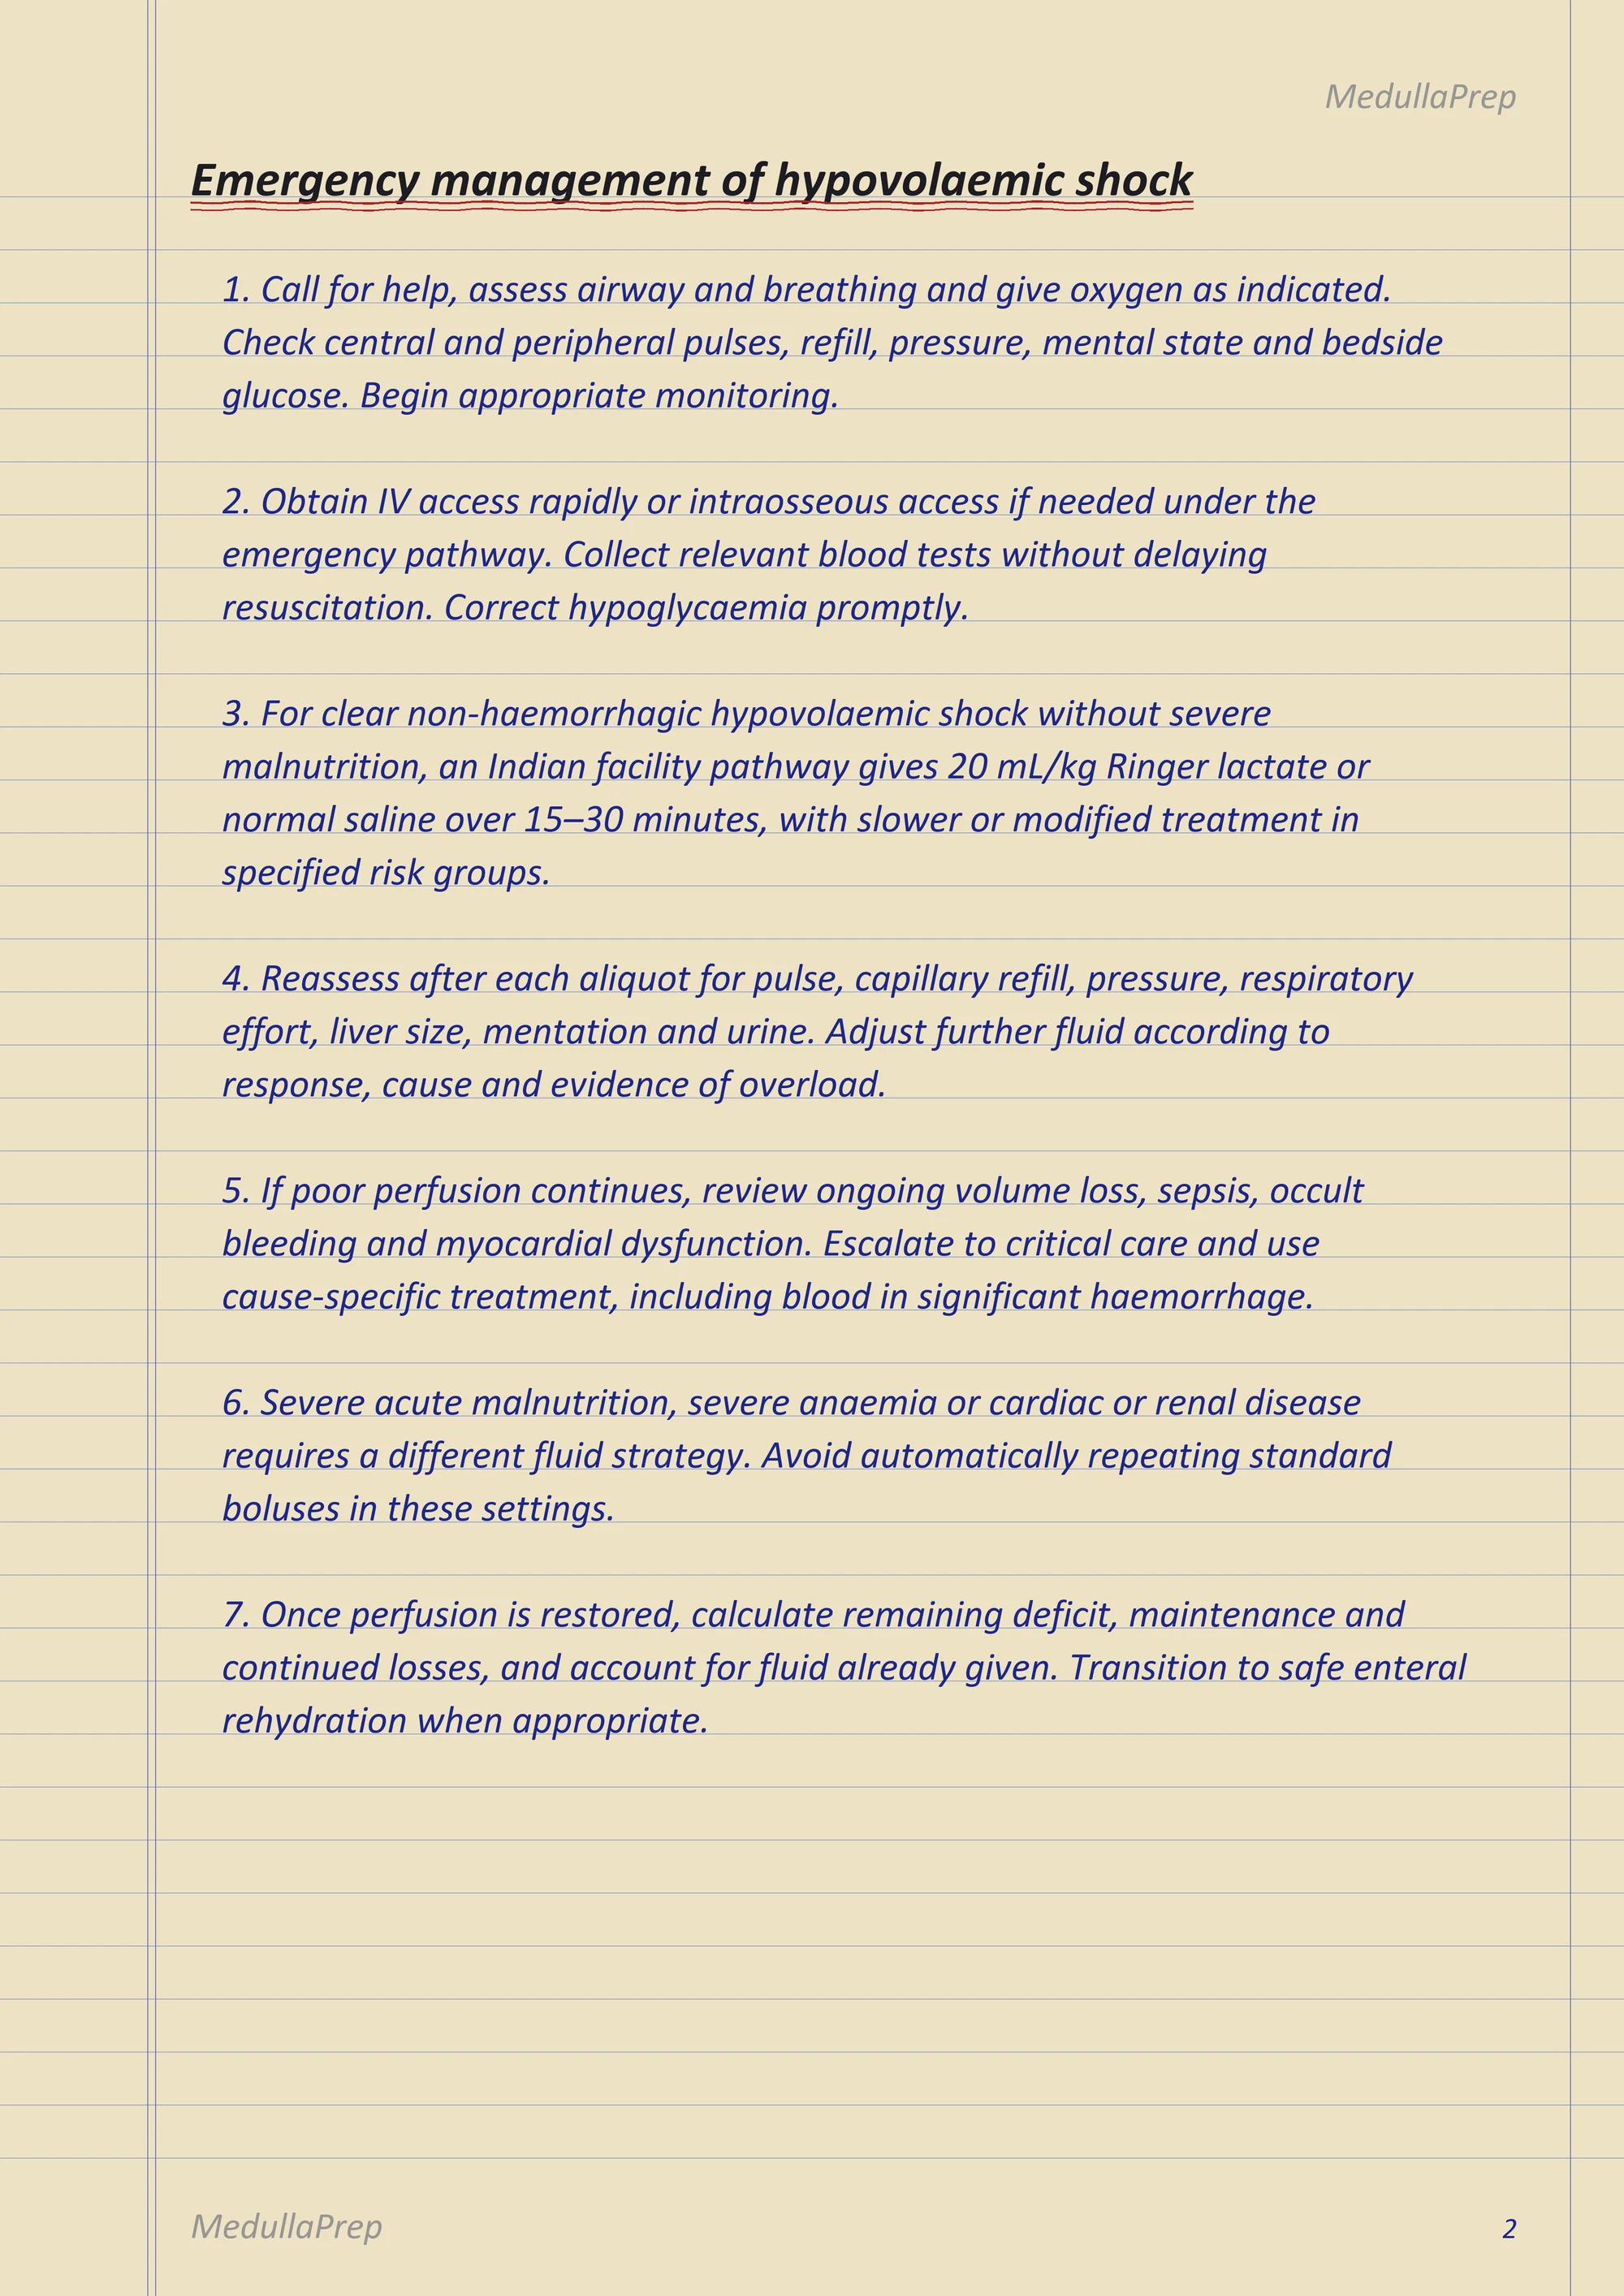 MedullaPrep
Emergency management of hypovolaemic shock
1. Call for help, assess airway and breathing and give oxygen as indicated.
Check central and peripheral pulses, refill, pressure, mental state and bedside
glucose. Begin appropriate monitoring.
2. Obtain IV access rapidly or intraosseous access if needed under the
emergency pathway. Collect relevant blood tests without delaying
resuscitation. Correct hypoglycaemia promptly.
3. For clear non-haemorrhagic hypovolaemic shock without severe
malnutrition, an Indian facility pathway gives 20 mL/kg Ringer lactate or
normal saline over 15–30 minutes, with slower or modified treatment in
specified risk groups.
4. Reassess after each aliquot for pulse, capillary refill, pressure, respiratory
effort, liver size, mentation and urine. Adjust further fluid according to
response, cause and evidence of overload.
5. If poor perfusion continues, review ongoing volume loss, sepsis, occult
bleeding and myocardial dysfunction. Escalate to critical care and use
cause-specific treatment, including blood in significant haemorrhage.
6. Severe acute malnutrition, severe anaemia or cardiac or renal disease
requires a different fluid strategy. Avoid automatically repeating standard
boluses in these settings.
7. Once perfusion is restored, calculate remaining deficit, maintenance and
continued losses, and account for fluid already given. Transition to safe enteral
rehydration when appropriate.
MedullaPrep
2